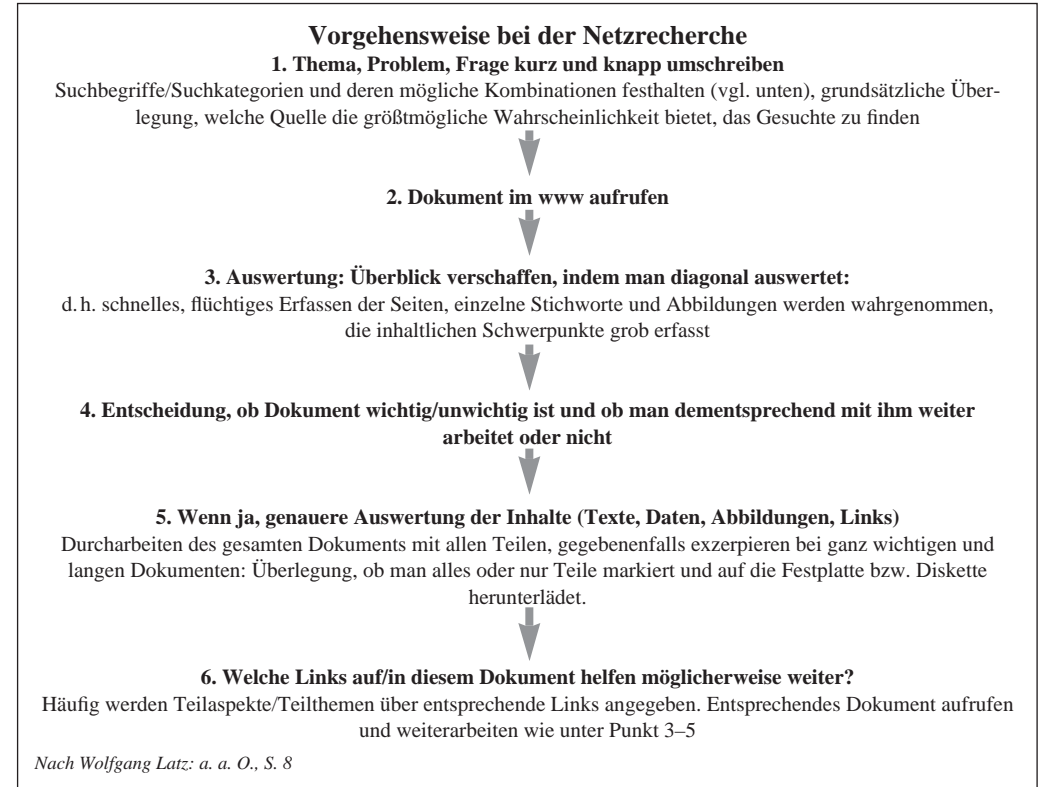 Vorgehensweise bei der Netzrecherche
1. Thema, Problem, Frage kurz und knapp umschreiben
Suchbegriffe/Suchkategorien und deren mögliche Kombinationen festhalten (vgl. unten), grundsätzliche Über-
legung, welche Quelle die größtmögliche Wahrscheinlichkeit bietet, das Gesuchte zu finden
2. Dokument im www aufrufen
3. Auswertung: Überblick verschaffen, indem man diagonal auswertet:
d. h. schnelles, flüchtiges Erfassen der Seiten, einzelne Stichworte und Abbildungen werden wahrgenommen,
die inhaltlichen Schwerpunkte grob erfasst
4. Entscheidung, ob Dokument wichtig/unwichtig ist und ob man dementsprechend mit ihm weiter
arbeitet oder nicht
5. Wenn ja, genauere Auswertung der Inhalte (Texte, Daten, Abbildungen, Links)
Durcharbeiten des gesamten Dokuments mit allen Teilen, gegebenenfalls exzerpieren bei ganz wichtigen und
langen Dokumenten: Überlegung, ob man alles oder nur Teile markiert und auf die Festplatte bzw. Diskette
herunterlädet.
6. Welche Links auf/in diesem Dokument helfen möglicherweise weiter?
Häufig werden Teilaspekte/Teilthemen über entsprechende Links angegeben. Entsprechendes Dokument aufrufen
und weiterarbeiten wie unter Punkt 3–5
Nach Wolfgang Latz: a. a. O., S. 8